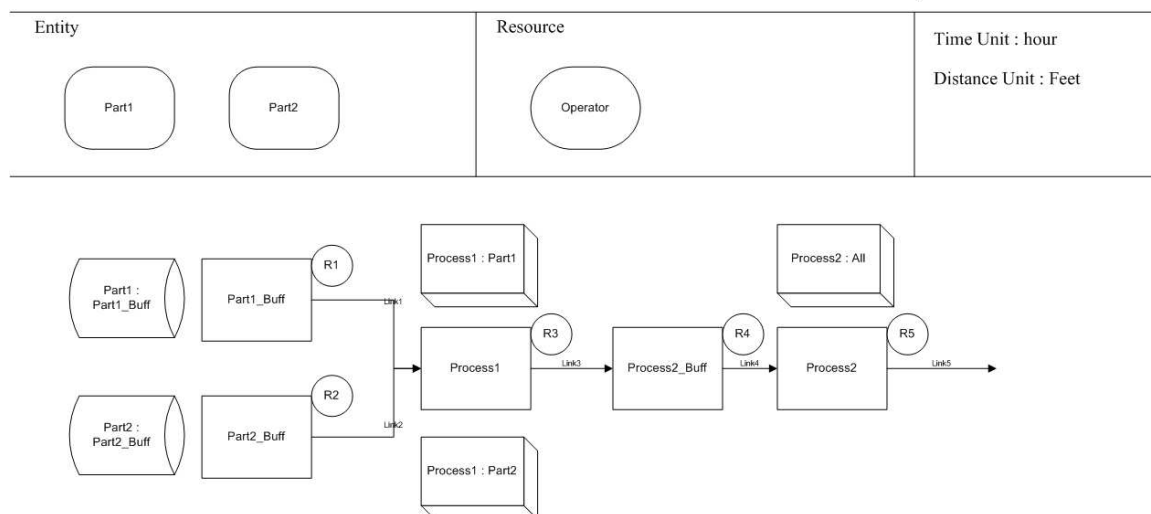 Entity
Resource
Time Unit : hour
Distance Unit : Feet
Part1
Part2
Operator
Process1 : Part1
Process2 : All
Part1 :
Part1_Buff
Part1_Buff
R1
Link1
Process1
R3
Link3
Process2_Buff
R4
Link4
Process2
R5
Link5
Part2 :
Part2_Buff
Part2_Buff
R2
Link2
Process1 : Part2